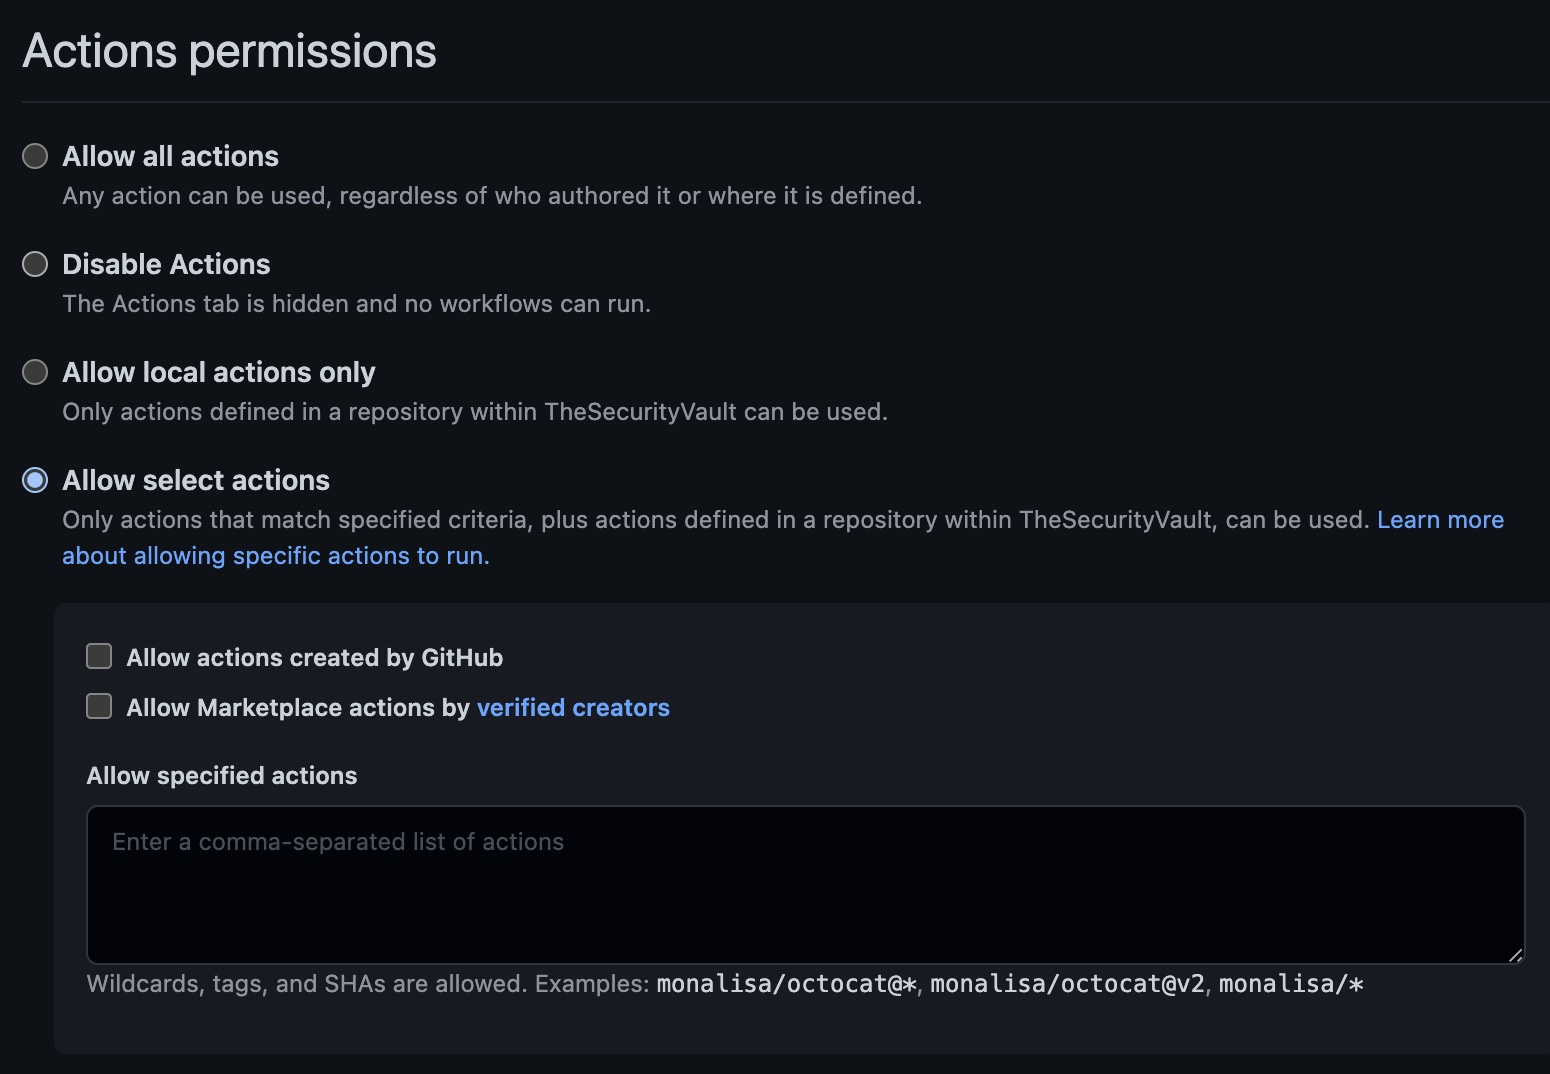 Actions permissions
Allow all actions
Any action can be used, regardless of who authored it or where it is defined.
Disable Actions
The Actions tab is hidden and no workflows can run.
Allow local actions only
Only actions defined in a repository within TheSecurityVault can be used.
Allow select actions
Only actions that match specified criteria, plus actions defined in a repository within TheSecurityVault, can be used. Learn more
about allowing specific actions to run.
Allow actions created by GitHub
Allow Marketplace actions by verified creators
Allow specified actions
Enter a comma-separated list of actions
Wildcards, tags, and SHAs are allowed. Examples: monalisa/octocat@*, monalisa/octocat@v2, monalisa/*